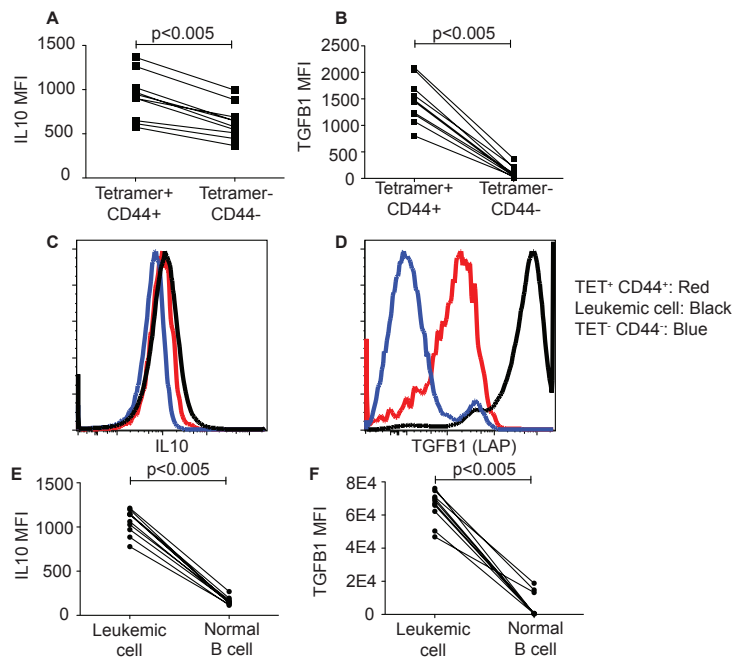 A
p<0.005
IL10 MFI
1500
1000
500
0
Tetramer+
CD44+
Tetramer-
CD44-
B
p<0.005
TGFB1 MFI
2500
2000
1500
1000
500
0
Tetramer+
CD44+
Tetramer-
CD44-
C
IL10
D
TGFB1 (LAP)
TET⁺ CD44⁺: Red
Leukemic cell: Black
TET⁻ CD44⁻: Blue
E
p<0.005
IL10 MFI
1500
1000
500
0
Leukemic
cell
Normal
B cell
F
p<0.005
TGFB1 MFI
8E4
6E4
4E4
2E4
0
Leukemic
cell
Normal
B cell